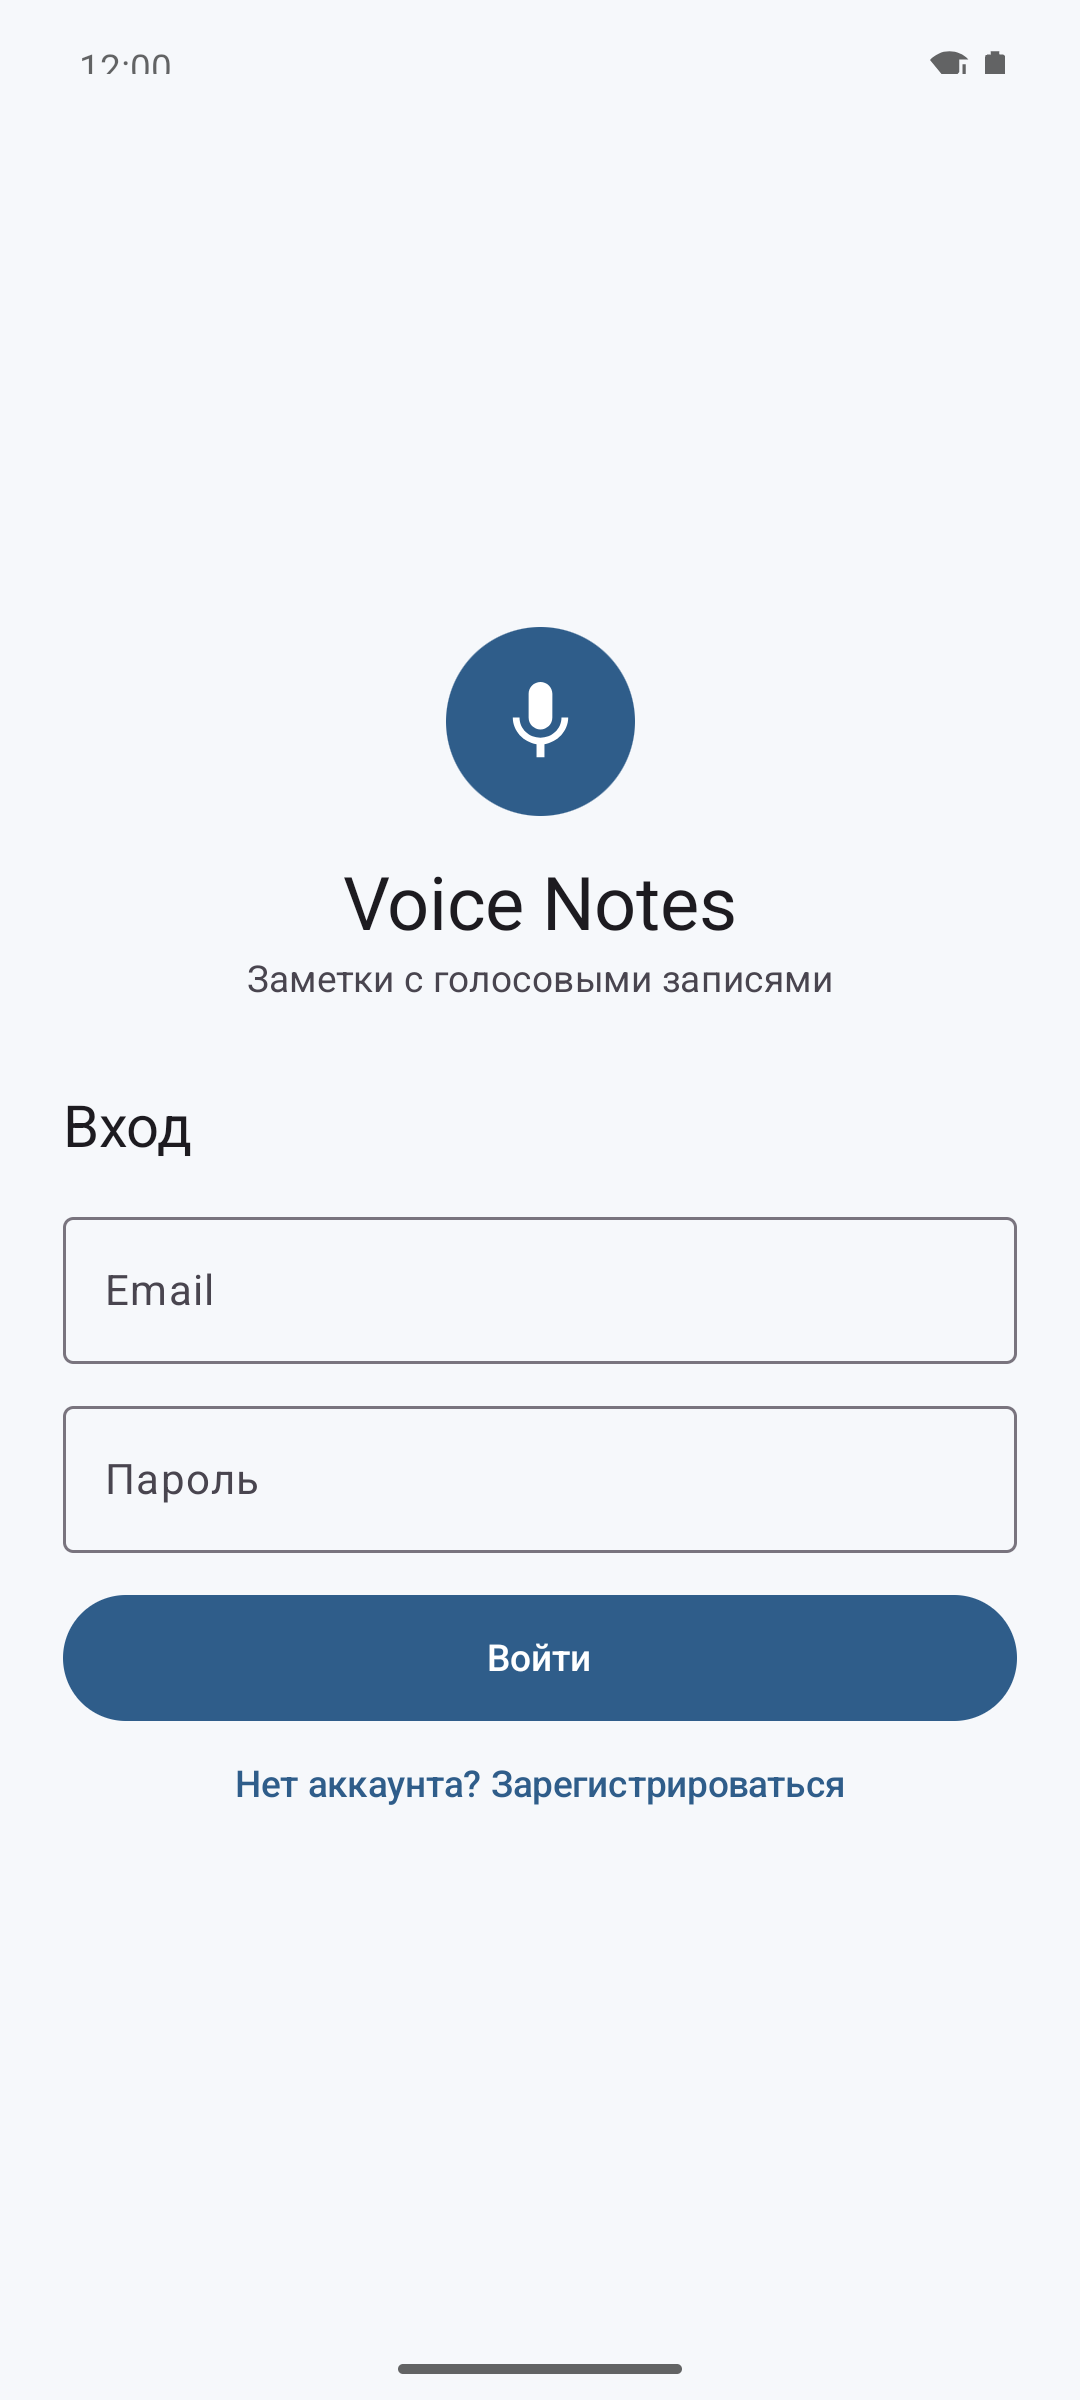 12:00
Voice Notes
Заметки с голосовыми записями
Вход
Email
Пароль
Войти
Нет аккаунта? Зарегистрироваться